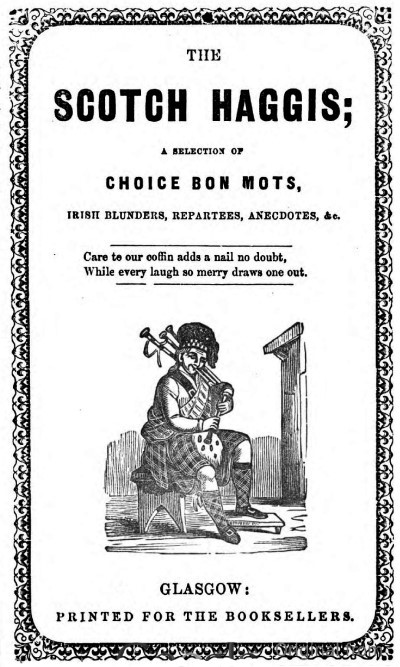 THE
SCOTCH HAGGIS;
A SELECTION OF
CHOICE BON MOTS,
IRISH BLUNDERS, REPARTEES, ANECDOTES, &c.
Care to our coffin adds a nail no doubt,
While every laugh so merry draws one out.
GLASGOW:
PRINTED FOR THE BOOKSELLERS.